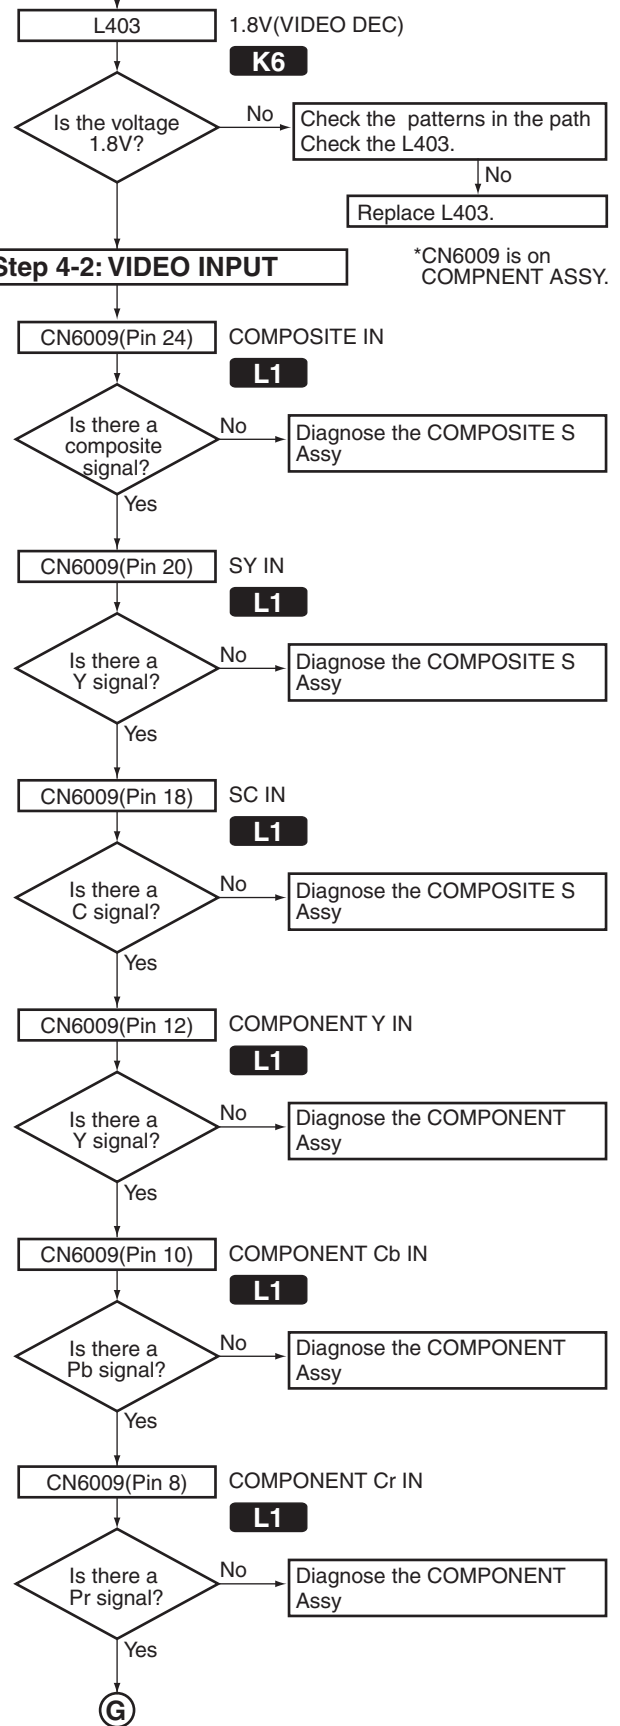 L403
1.8V(VIDEO DEC)
K6
Is the voltage
1.8V?
No
Check the patterns in the path
Check the L403.
No
Replace L403.
Step 4-2: VIDEO INPUT
*CN6009 is on
COMPNENT ASSY.
CN6009(Pin 24)
COMPOSITE IN
L1
Is there a
composite
signal?
No
Diagnose the COMPOSITE S
Assy
Yes
CN6009(Pin 20)
SY IN
L1
Is there a
Y signal?
No
Diagnose the COMPOSITE S
Assy
Yes
CN6009(Pin 18)
SC IN
L1
Is there a
C signal?
No
Diagnose the COMPOSITE S
Assy
Yes
CN6009(Pin 12)
COMPONENT Y IN
L1
Is there a
Y signal?
No
Diagnose the COMPONENT
Assy
Yes
CN6009(Pin 10)
COMPONENT Cb IN
L1
Is there a
Pb signal?
No
Diagnose the COMPONENT
Assy
Yes
CN6009(Pin 8)
COMPONENT Cr IN
L1
Is there a
Pr signal?
No
Diagnose the COMPONENT
Assy
Yes
G